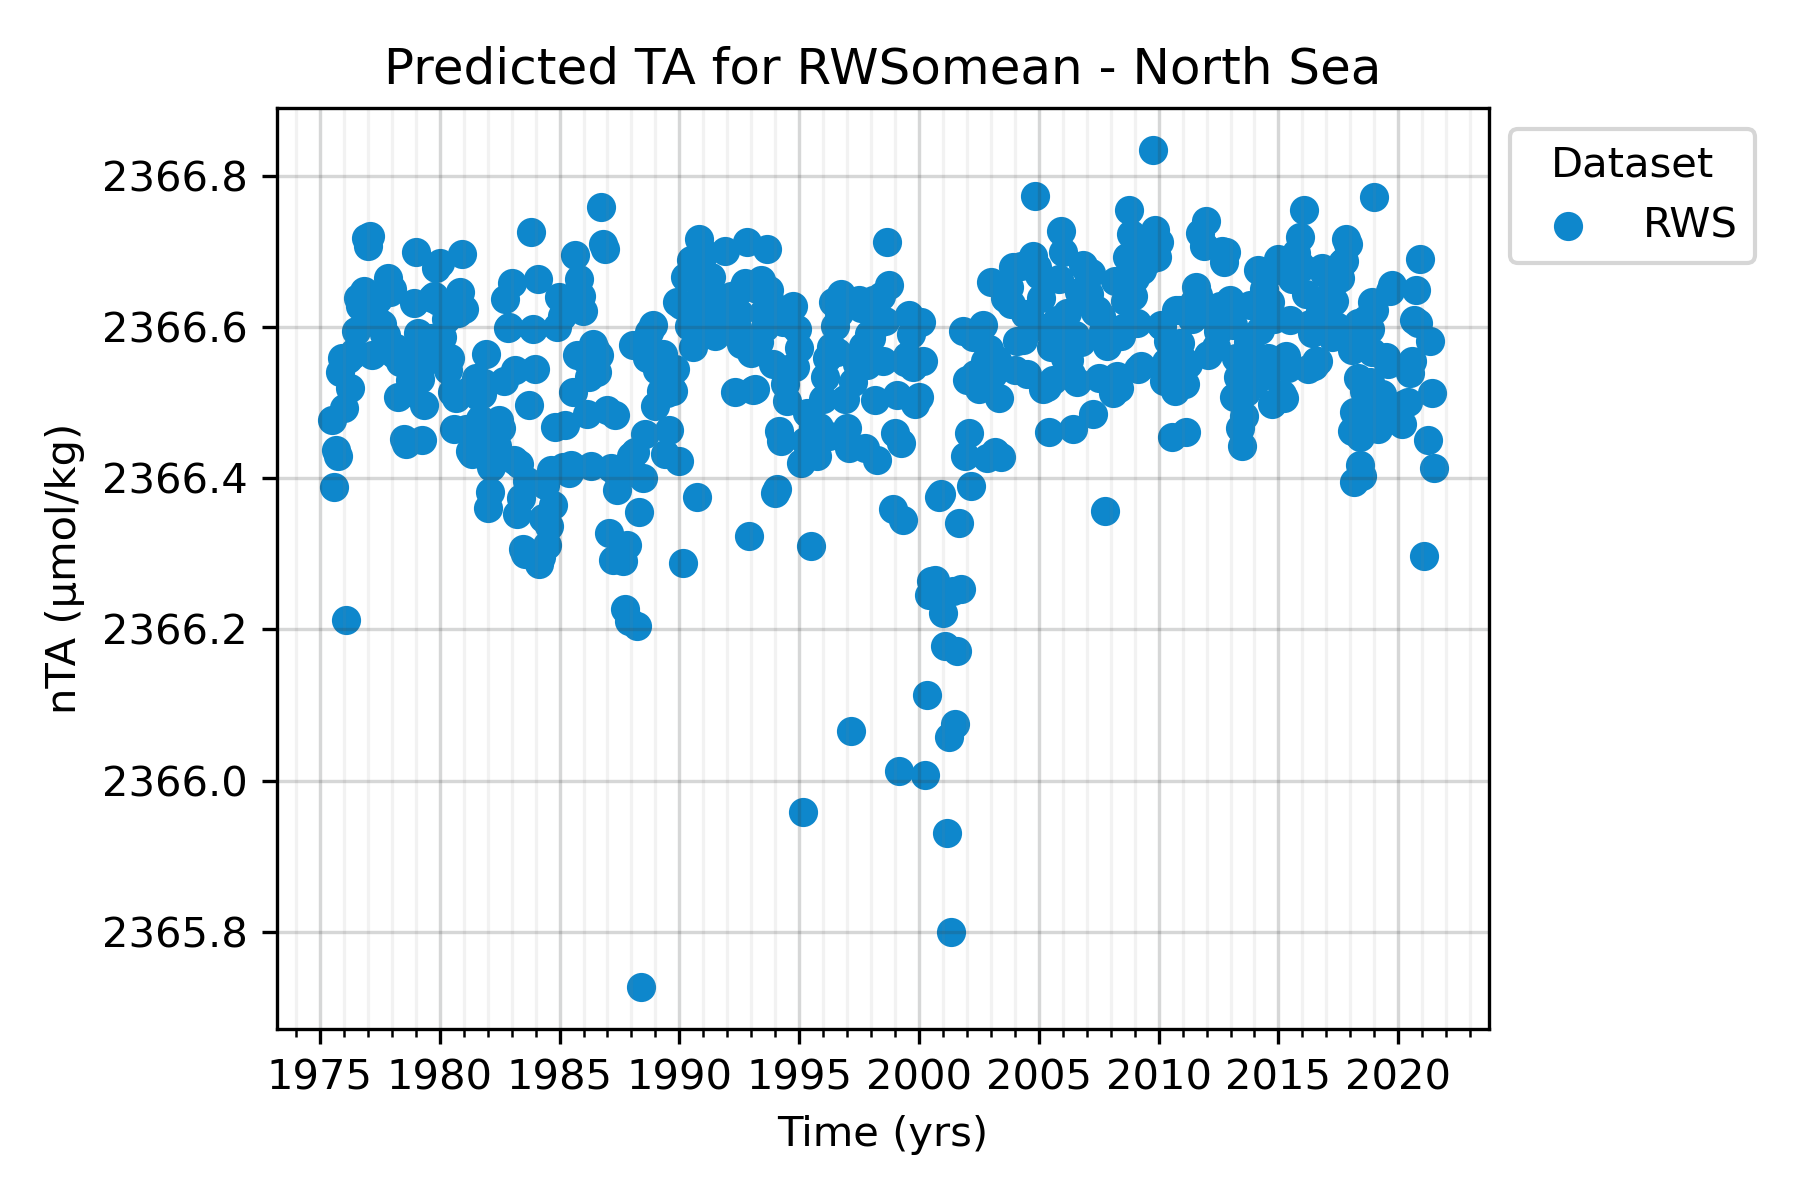 Predicted TA for RWSomean - North Sea
Dataset
RWS
nTA (µmol/kg)
2366.8
2366.6
2366.4
2366.2
2366.0
2365.8
1975 1980 1985 1990 1995 2000 2005 2010 2015 2020
Time (yrs)